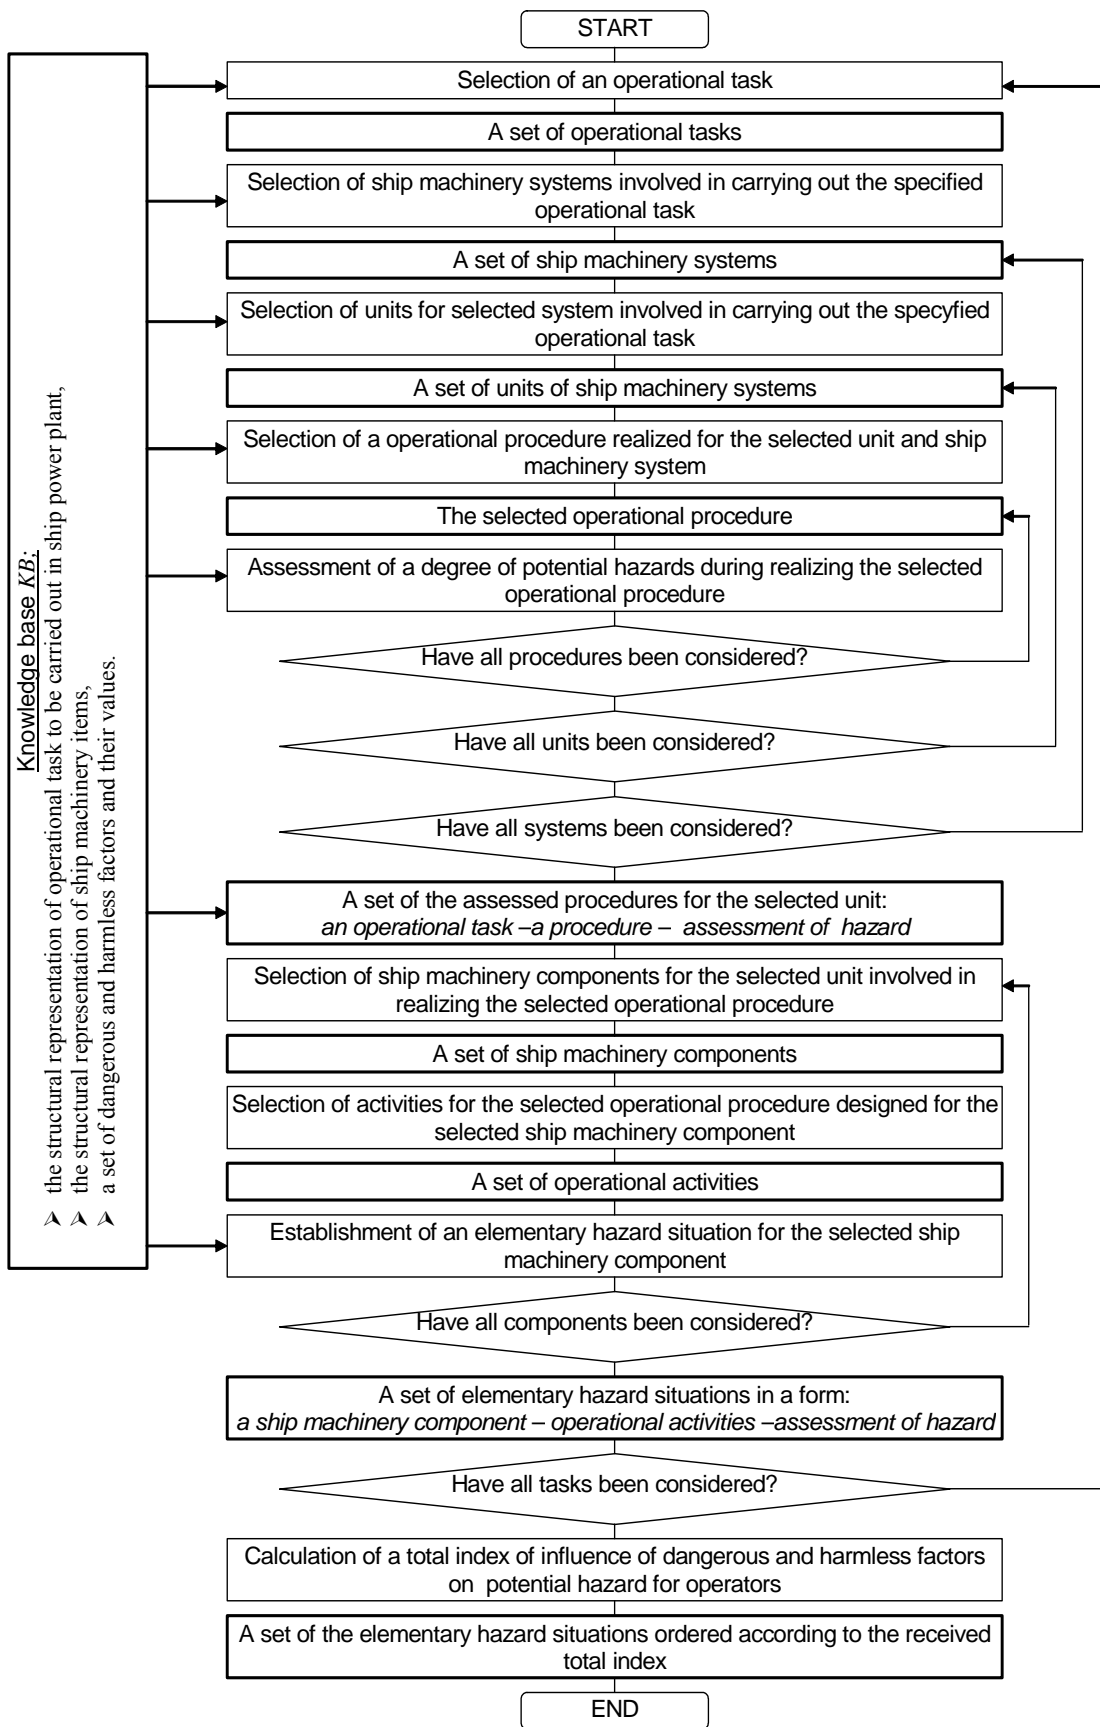 START
Selection of an operational task
A set of operational tasks
Selection of ship machinery systems involved in carrying out the specified
operational task
A set of ship machinery systems
Selection of units for selected system involved in carrying out the specyfied
operational task
A set of units of ship machinery systems
Selection of a operational procedure realized for the selected unit and ship
machinery system
The selected operational procedure
Assessment of a degree of potential hazards during realizing the selected
operational procedure
Have all procedures been considered?
Have all units been considered?
Have all systems been considered?
A set of the assessed procedures for the selected unit:
an operational task –a procedure – assessment of hazard
Selection of ship machinery components for the selected unit involved in
realizing the selected operational procedure
A set of ship machinery components
Selection of activities for the selected operational procedure designed for the
selected ship machinery component
A set of operational activities
Establishment of an elementary hazard situation for the selected ship
machinery component
Have all components been considered?
A set of elementary hazard situations in a form:
a ship machinery component – operational activities –assessment of hazard
Have all tasks been considered?
Calculation of a total index of influence of dangerous and harmless factors
on potential hazard for operators
A set of the elementary hazard situations ordered according to the received
total index
END
Knowledge base KB:
➢ the structural representation of operational task to be carried out in ship power plant,
➢ the structural representation of ship machinery items,
➢ a set of dangerous and harmless factors and their values.